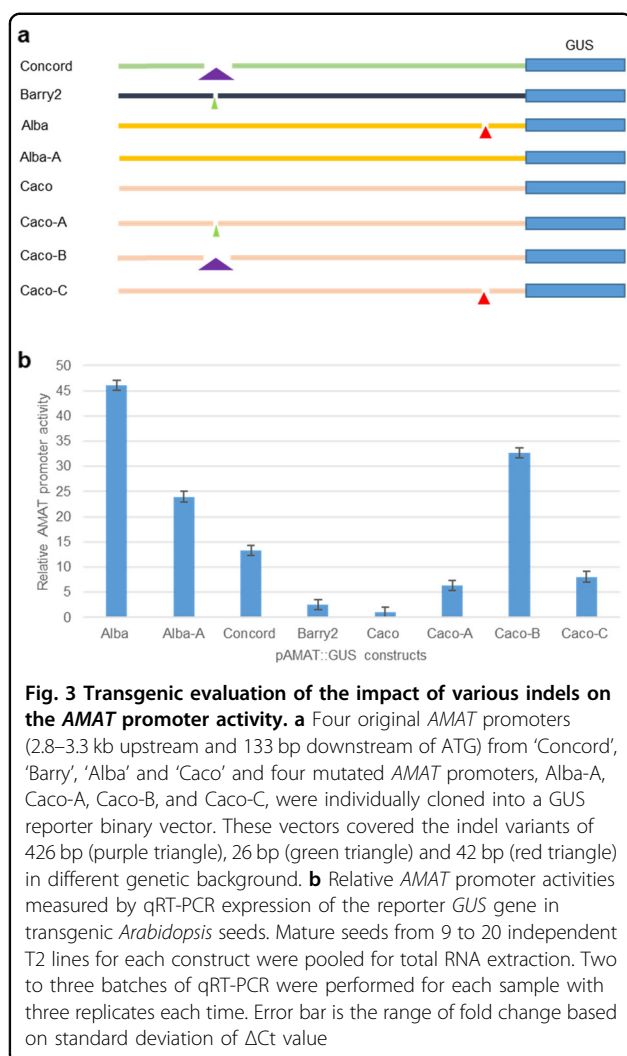 a
GUS
Concord
Barry2
Alba
Alba-A
Caco
Caco-A
Caco-B
Caco-C
b
50
45
40
35
30
25
20
15
10
5
0
Relative AMAT promoter activity
Alba Alba-A Concord Barry2 Caco Caco-A Caco-B Caco-C
pAMAT::GUS constructs
Fig. 3 Transgenic evaluation of the impact of various indels on
the AMAT promoter activity. a Four original AMAT promoters
(2.8–3.3 kb upstream and 133 bp downstream of ATG) from ‘Concord’,
‘Barry’, ‘Alba’ and ‘Caco’ and four mutated AMAT promoters, Alba-A,
Caco-A, Caco-B, and Caco-C, were individually cloned into a GUS
reporter binary vector. These vectors covered the indel variants of
426 bp (purple triangle), 26 bp (green triangle) and 42 bp (red triangle)
in different genetic background. b Relative AMAT promoter activities
measured by qRT-PCR expression of the reporter GUS gene in
transgenic Arabidopsis seeds. Mature seeds from 9 to 20 independent
T2 lines for each construct were pooled for total RNA extraction. Two
to three batches of qRT-PCR were performed for each sample with
three replicates each time. Error bar is the range of fold change based
on standard deviation of ΔCt value